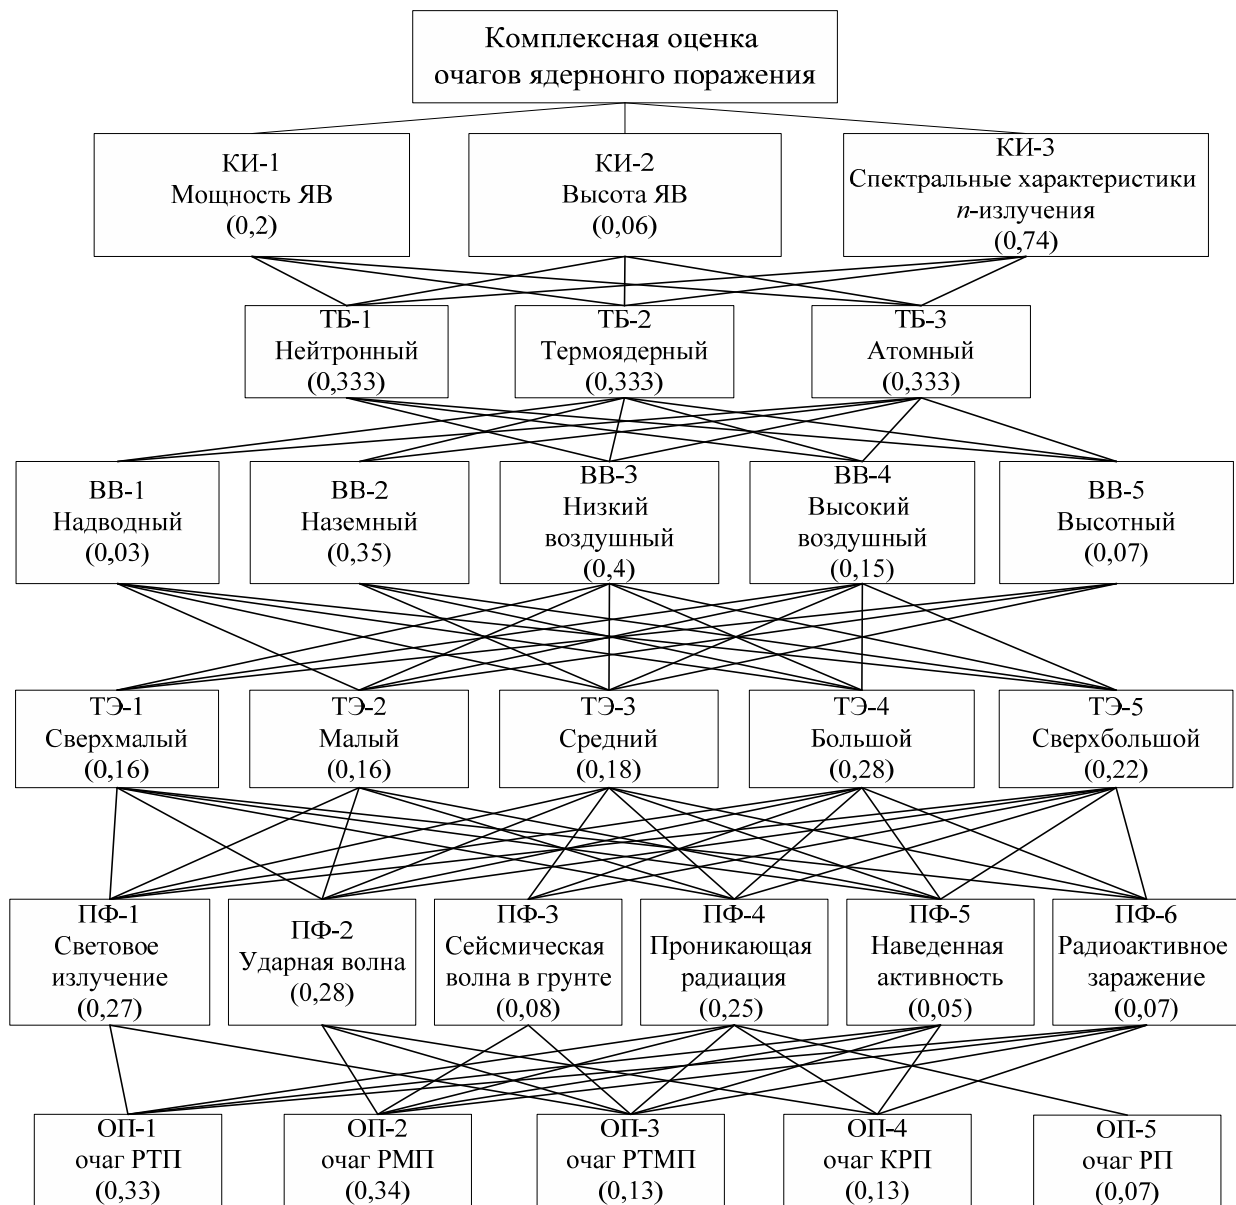 Комплексная оценка
очагов ядернонго поражения
КИ-1
Мощность ЯВ
(0,2)
КИ-2
Высота ЯВ
(0,06)
КИ-3
Спектральные характеристики
n-излучения
(0,74)
ТБ-1
Нейтронный
(0,333)
ТБ-2
Термоядерный
(0,333)
ТБ-3
Атомный
(0,333)
ВВ-1
Надводный
(0,03)
ВВ-2
Наземный
(0,35)
ВВ-3
Низкий
воздушный
(0,4)
ВВ-4
Высокий
воздушный
(0,15)
ВВ-5
Высотный
(0,07)
ТЭ-1
Сверхмалый
(0,16)
ТЭ-2
Малый
(0,16)
ТЭ-3
Средний
(0,18)
ТЭ-4
Большой
(0,28)
ТЭ-5
Сверхбольшой
(0,22)
ПФ-1
Световое
излучение
(0,27)
ПФ-2
Ударная волна
(0,28)
ПФ-3
Сейсмическая
волна в грунте
(0,08)
ПФ-4
Проникающая
радиация
(0,25)
ПФ-5
Наведенная
активность
(0,05)
ПФ-6
Радиоактивное
заражение
(0,07)
ОП-1
очаг РТП
(0,33)
ОП-2
очаг РМП
(0,34)
ОП-3
очаг РТМП
(0,13)
ОП-4
очаг КРП
(0,13)
ОП-5
очаг РП
(0,07)